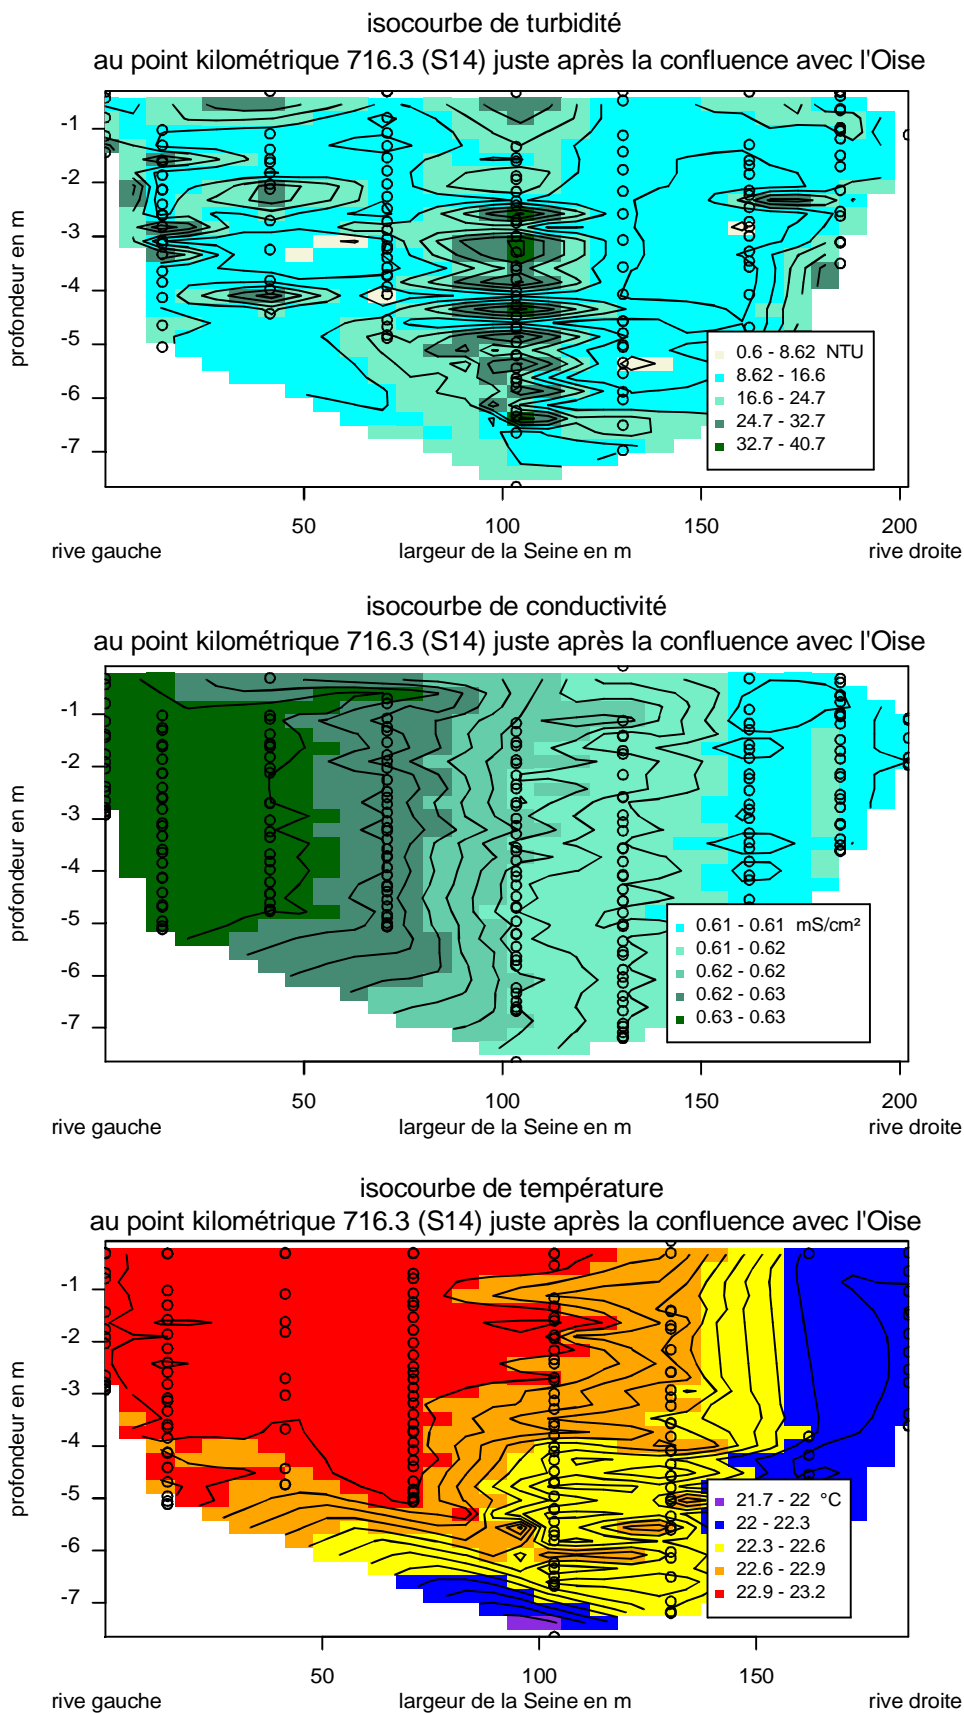 isocourbe de turbidité
au point kilométrique 716.3 (S14) juste après la confluence avec l'Oise
profondeur en m
-1
-2
-3
-4
-5
-6
-7
0.6 - 8.62 NTU
8.62 - 16.6
16.6 - 24.7
24.7 - 32.7
32.7 - 40.7
50
100
150
200
rive gauche
largeur de la Seine en m
rive droite
isocourbe de conductivité
au point kilométrique 716.3 (S14) juste après la confluence avec l'Oise
profondeur en m
-1
-2
-3
-4
-5
-6
-7
0.61 - 0.61 mS/cm²
0.61 - 0.62
0.62 - 0.62
0.62 - 0.63
0.63 - 0.63
50
100
150
200
rive gauche
largeur de la Seine en m
rive droite
isocourbe de température
au point kilométrique 716.3 (S14) juste après la confluence avec l'Oise
profondeur en m
-1
-2
-3
-4
-5
-6
-7
21.7 - 22 °C
22 - 22.3
22.3 - 22.6
22.6 - 22.9
22.9 - 23.2
50
100
150
rive gauche
largeur de la Seine en m
rive droite